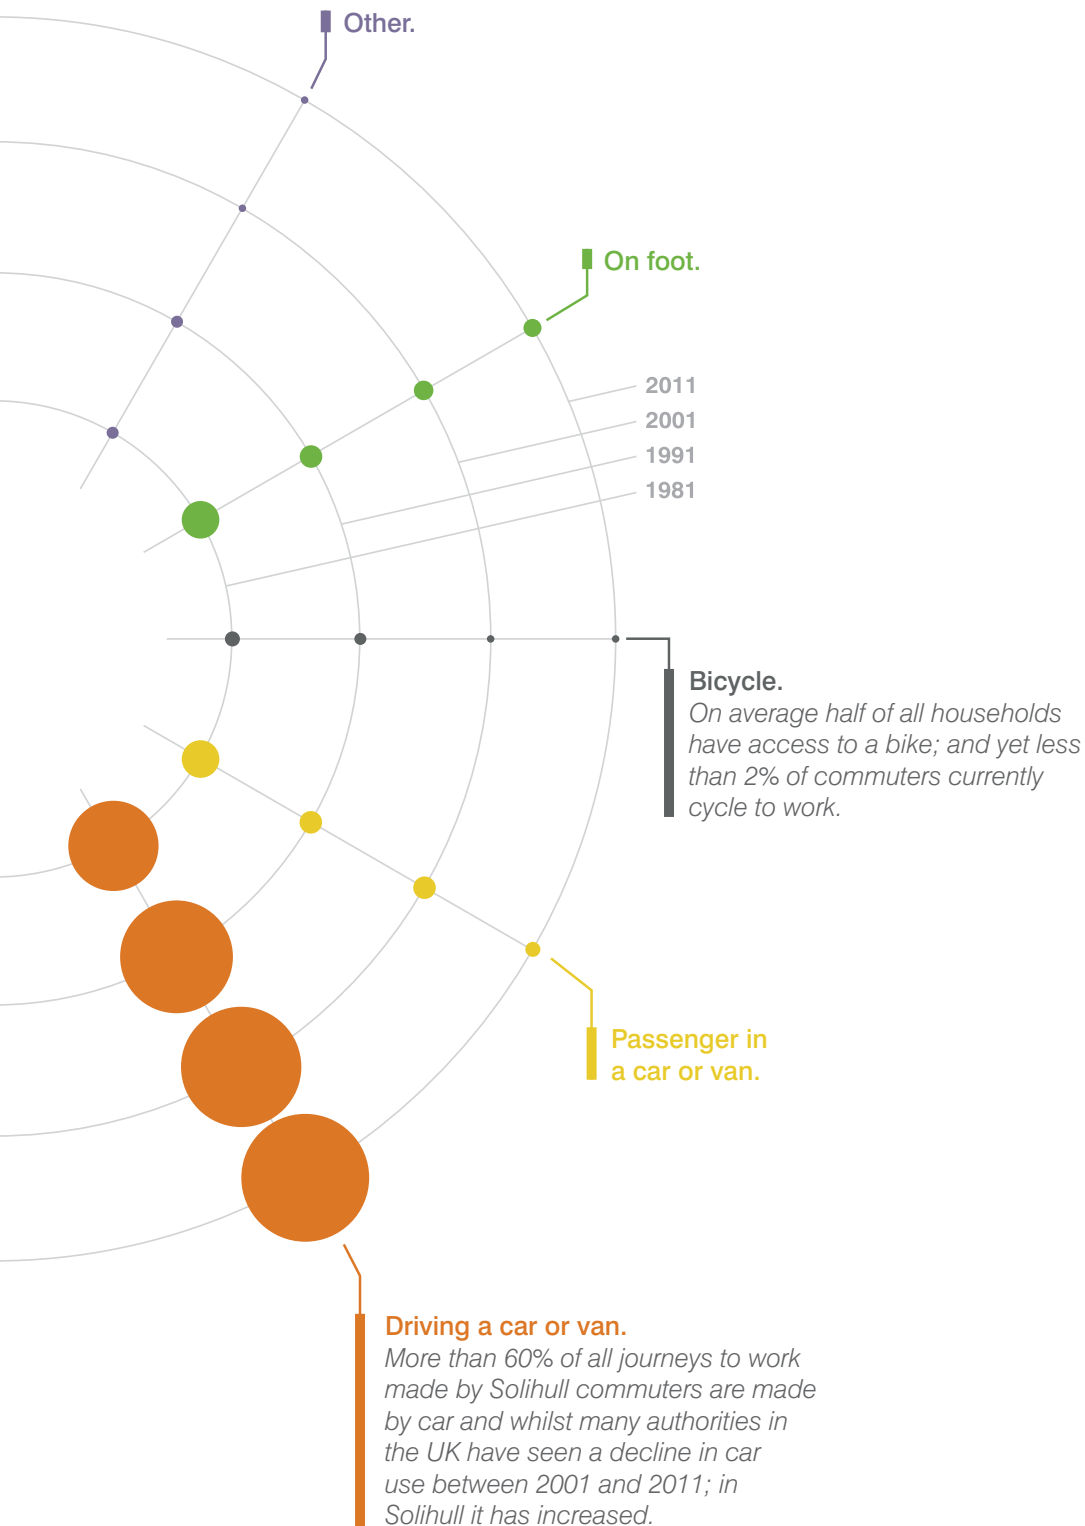 Other.
On foot.
2011
2001
1991
1981
Bicycle.
On average half of all households
have access to a bike; and yet less
than 2% of commuters currently
cycle to work.
Passenger in
a car or van.
Driving a car or van.
More than 60% of all journeys to work
made by Solihull commuters are made
by car and whilst many authorities in
the UK have seen a decline in car
use between 2001 and 2011; in
Solihull it has increased.